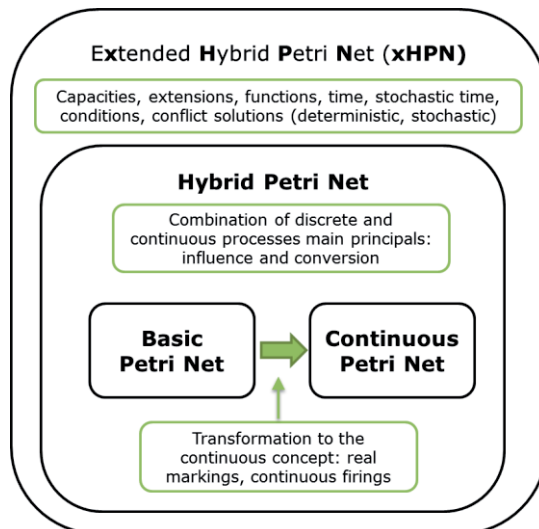 Extended Hybrid Petri Net (xHPN)
Capacities, extensions, functions, time, stochastic time,
conditions, conflict solutions (deterministic, stochastic)
Hybrid Petri Net
Combination of discrete and
continuous processes main principals:
influence and conversion
Basic
Petri Net
Continuous
Petri Net
Transformation to the
continuous concept: real
markings, continuous firings